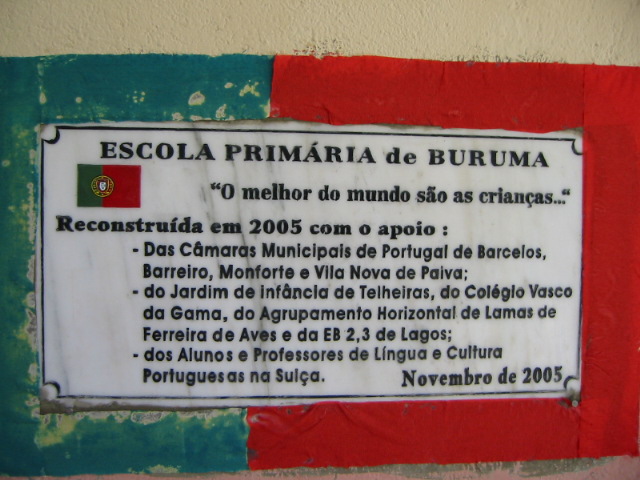 ESCOLA PRIMÁRIA de BURUMA
"O melhor do mundo são as crianças..."
Reconstruída em 2005 com o apoio :
- Das Câmaras Municipais de Portugal de Barcelos,
Barreiro, Monforte e Vila Nova de Paiva;
- do Jardim de infância de Telheiras, do Colégio Vasco
da Gama, do Agrupamento Horizontal de Lamas de
Ferreira de Aves e da EB 2,3 de Lagos;
- dos Alunos e Professores de Língua e Cultura
Portuguesas na Suiça.
Novembro de 2005